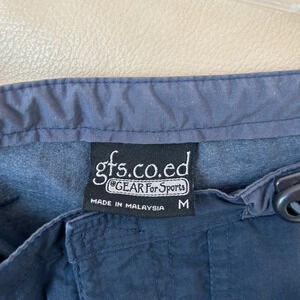 gfs.co.ed
GEAR For Sports
MADE IN MALAYSIA M